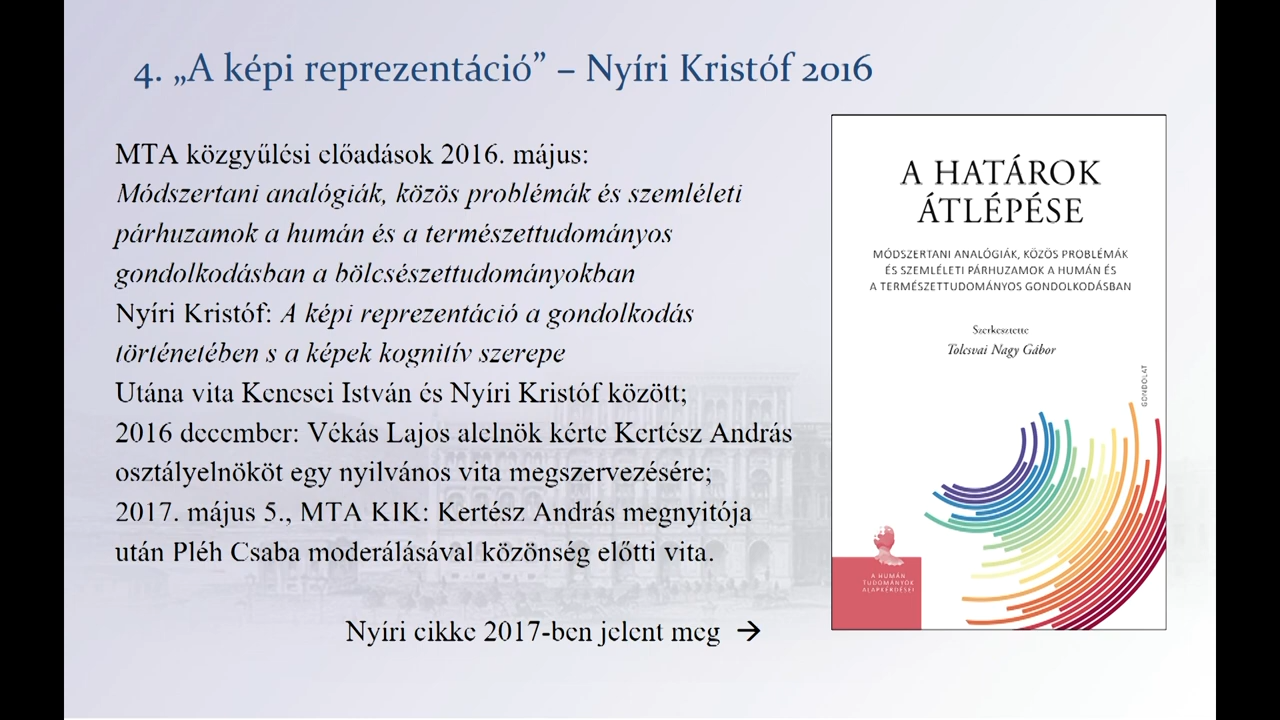 4. „A képi reprezentáció” – Nyíri Kristóf 2016
MTA közgyűlési előadások 2016. május:
Módszertani analógiák, közös problémák és szemléleti
párhuzamok a humán és a természettudományos
gondolkodásban a bölcsészettudományokban
Nyíri Kristóf: A képi reprezentáció a gondolkodás
történetében s a képek kognitív szerepe
Utána vita Kenesei István és Nyíri Kristóf között;
2016 december: Vékás Lajos alelnök kérte Kertész András
osztályelnököt egy nyilvános vita megszervezésére;
2017. május 5., MTA KIK: Kertész András megnyitója
után Pléh Csaba moderálásával közönség előtti vita.
Nyíri cikke 2017-ben jelent meg →
A HATÁROK
ÁTLÉPÉSE
MÓDSZERTANI ANALÓGIÁK, KÖZÖS PROBLÉMÁK
ÉS SZEMLÉLETI PÁRHUZAMOK A HUMÁN ÉS
A TERMÉSZETTUDOMÁNYOS GONDOLKODÁSBAN
Szerkesztette
Tolcsvai Nagy Gábor
GONDOLAT
A HUMÁN
TUDOMÁNYOK
ALAPKÉRDÉSEI